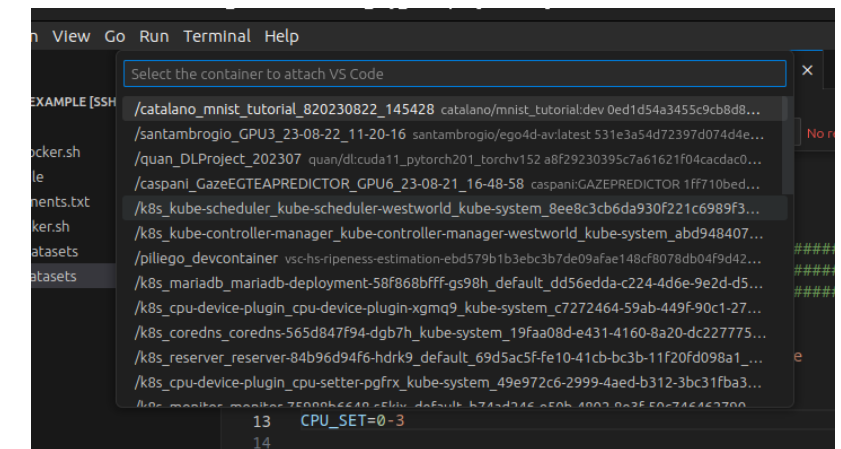 n View Go Run Terminal Help
Select the container to attach VS Code
EXAMPLE [SSH
/catalano_mnist_tutorial_820230822_145428 catalano/mnist_tutorial:dev 0ed1d54a3455c9cb8d8...
/santambrogio_GPU3_23-08-22_11-20-16 santambrogio/ego4d-av:latest 531e3a54d72397d074d4e...
No r
ocker.sh
/quan_DLProject_202307 quan/dl:cuda11_pytorch201_torchv152 a8f29230395c7a61621f04cacdac0...
le
/caspani_GazeEGTEAPREDICTOR_GPU6_23-08-21_16-48-58 caspani:GAZEPREDICTOR 1ff710bed...
ments.txt
/k8s_kube-scheduler_kube-scheduler-westworld_kube-system_8ee8c3cb6da930f221c6989f3...
ker.sh
/k8s_kube-controller-manager_kube-controller-manager-westworld_kube-system_abd948407...
atasets
/piliego_devcontainer vsc-hs-ripeness-estimation-ebd579b1b3ebc3b7de09afae148cf8078db04f9d42...
#####
atasets
/k8s_mariadb_mariadb-deployment-58f868bfff-gs98h_default_dd56edda-c224-4d6e-9e2d-d5...
#####
/k8s_cpu-device-plugin_cpu-device-plugin-xgmq9_kube-system_c7272464-59ab-449f-90c1-27...
#####
/k8s_coredns_coredns-565d847f94-dgb7h_kube-system_19faa08d-e431-4160-8a20-dc227775...
/k8s_reserver_reserver-84b96d94f6-hdrk9_default_69d5ac5f-fe10-41cb-bc3b-11f20fd098a1_...
e
/k8s_cpu-device-plugin_cpu-setter-pgfrx_kube-system_49e972c6-2999-4aed-b312-3bc31fba3...
13 CPU_SET=0-3
14